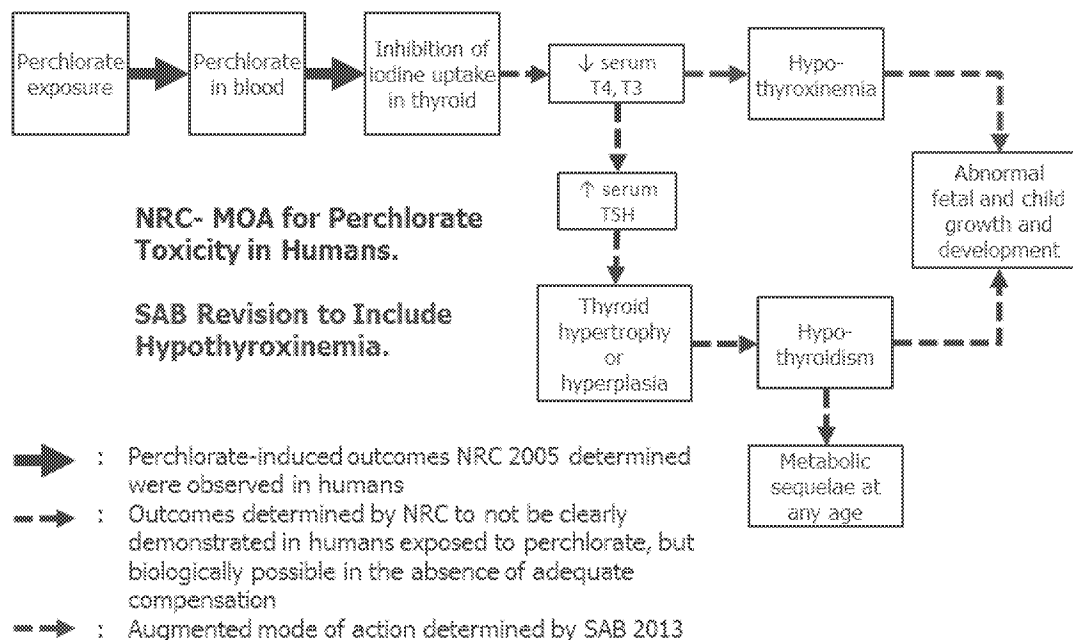 Perchlorate
exposure
Perchlorate
in blood
Inhibition of
iodine uptake
in thyroid
↓ serum
T4, T3
Hypo-
thyroxinemia
↑ serum
TSH
Abnormal
fetal and child
growth and
development
NRC- MOA for Perchlorate
Toxicity in Humans.
SAB Revision to Include
Hypothyroxinemia.
Thyroid
hypertrophy
or
hyperplasia
Hypo-
thyroidism
Metabolic
sequelae at
any age
: Perchlorate-induced outcomes NRC 2005 determined
were observed in humans
: Outcomes determined by NRC to not be clearly
demonstrated in humans exposed to perchlorate, but
biologically possible in the absence of adequate
compensation
: Augmented mode of action determined by SAB 2013